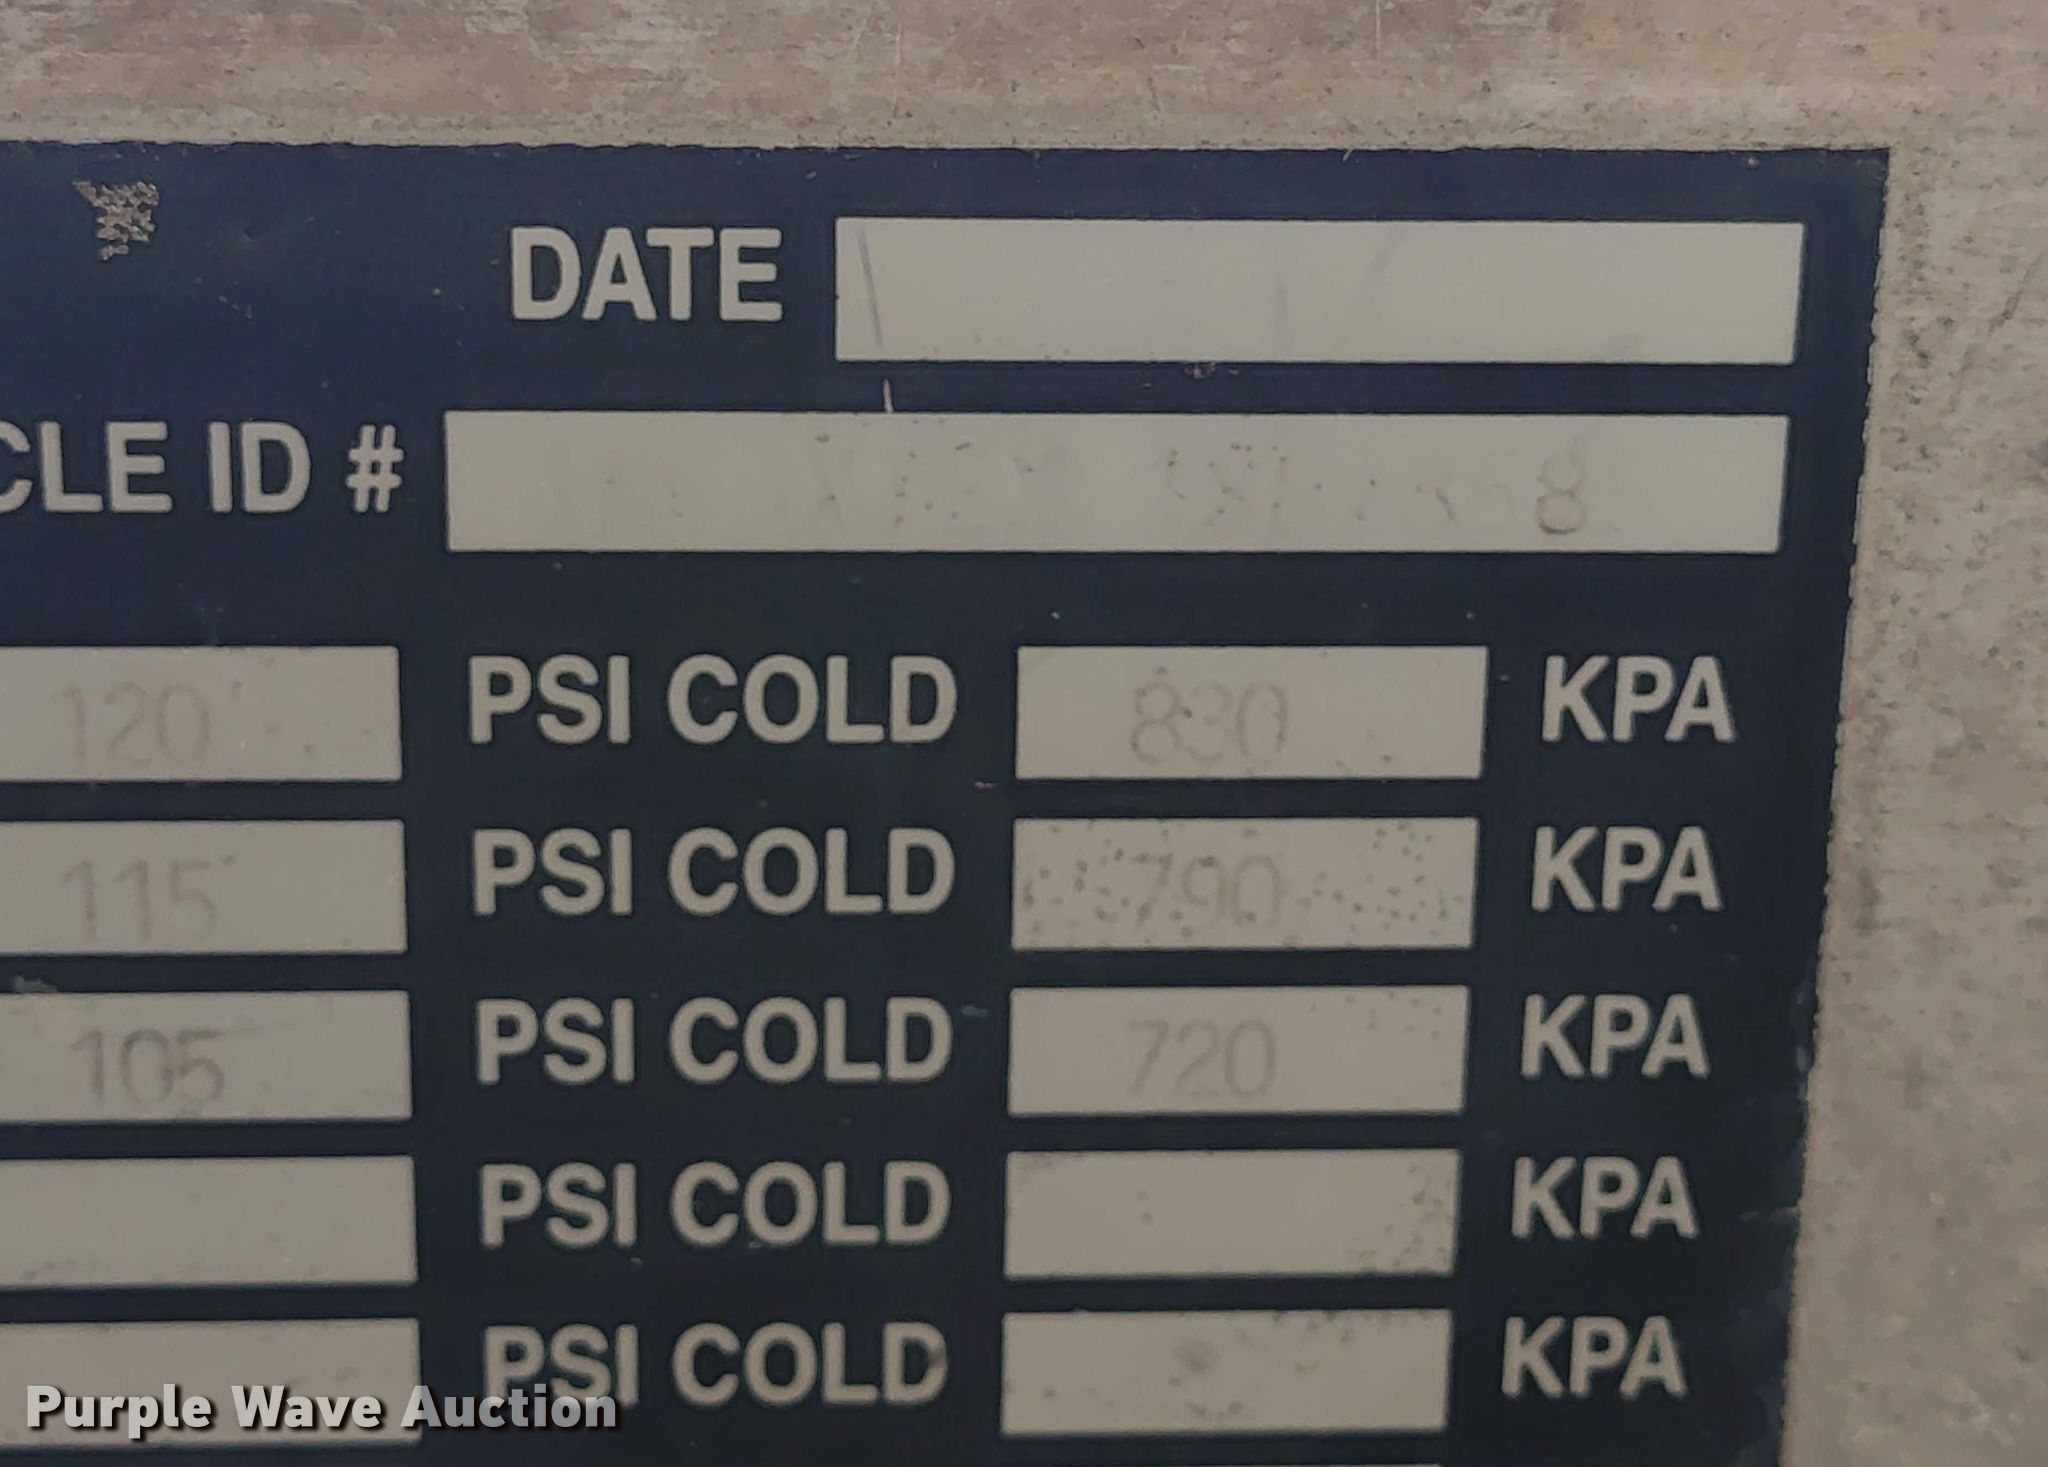 DATE
CLE ID # 8
120 PSI COLD 830 KPA
115 PSI COLD 790 KPA
105 PSI COLD 720 KPA
PSI COLD KPA
PSI COLD KPA
Purple Wave Auction